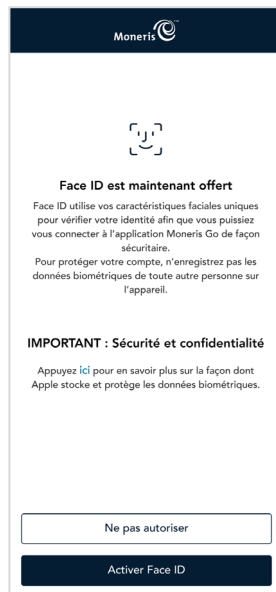 Moneris
Face ID est maintenant offert
Face ID utilise vos caractéristiques faciales uniques
pour vérifier votre identité afin que vous puissiez
vous connecter à l'application Moneris Go de façon
sécuritaire.
Pour protéger votre compte, n'enregistrez pas les
données biométriques de toute autre personne sur
l'appareil.
IMPORTANT : Sécurité et confidentialité
Appuyez ici pour en savoir plus sur la façon dont
Apple stocke et protège les données biométriques.
Ne pas autoriser
Activer Face ID